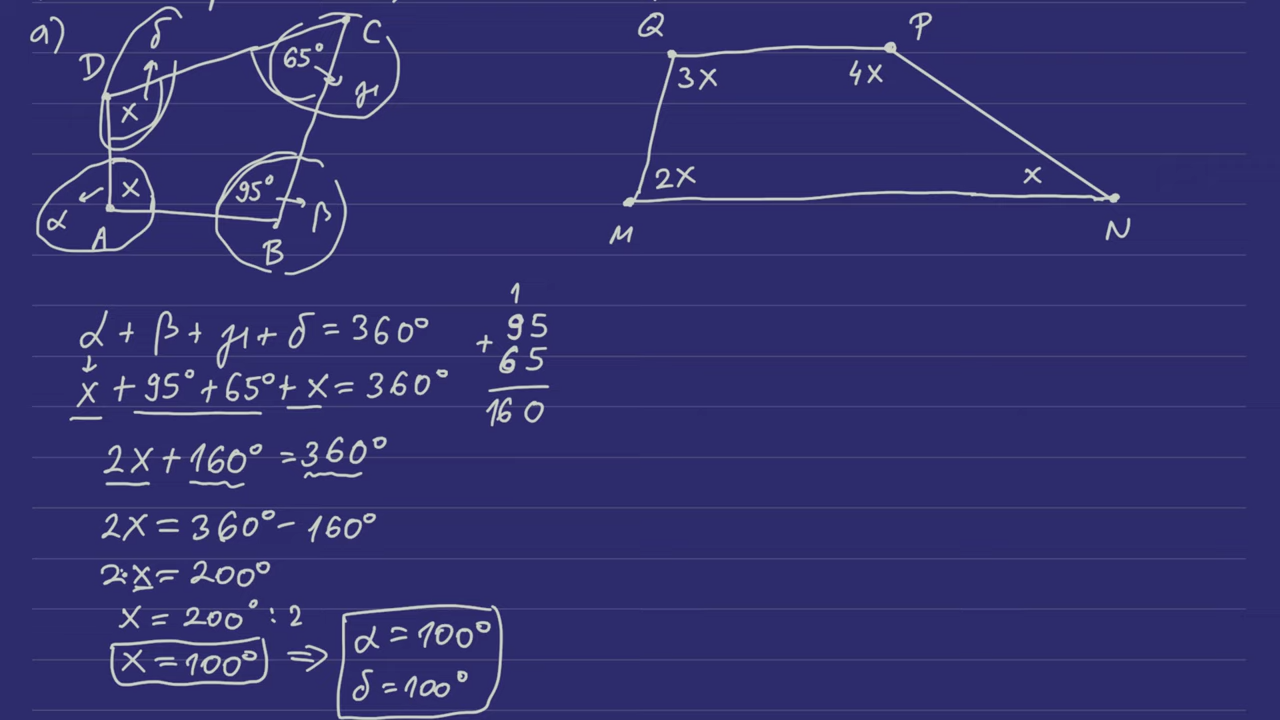 a)
D
δ
x
65°
C
γ
x
α
A
95°
β
B
Q
P
3x
4x
2x
x
M
N
α + β + γ + δ = 360°
x + 95° + 65° + x = 360°
1
95
+ 65
160
2x + 160° = 360°
2x = 360° - 160°
2·x = 200°
x = 200° : 2
x = 100° ⇒ α = 100°
δ = 100°